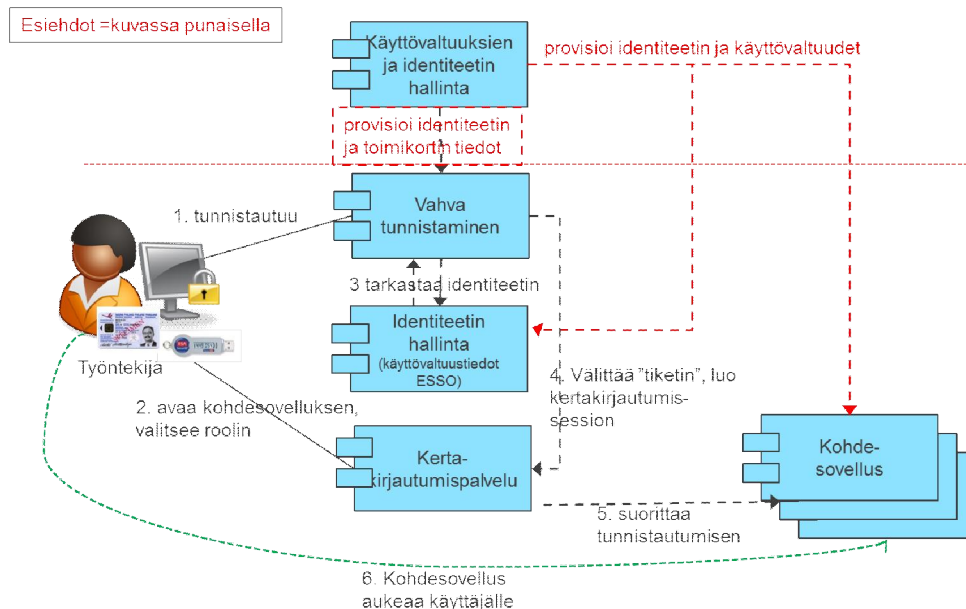 Esiehdot =kuvassa punaisella
Käyttövaltuuksien
ja identiteetin
hallinta
provisioi identiteetin ja käyttövaltuudet
provisioi identiteetin
ja toimikortin tiedot
1. tunnistautuu
Vahva
tunnistaminen
3 tarkastaa identiteetin
Identiteetin
hallinta
(käyttövaltuustiedot
ESSO)
Työntekija
2. avaa kohdesovelluksen,
valitsee roolin
4. Välittää "tiketin", luo
kertakirjautumis-
session
Kerta-
kirjautumispalvelu
Kohde-
sovellus
5. suorittaa
tunnistautumisen
6. Kohdesovellus
aukeaa käyttäjälle